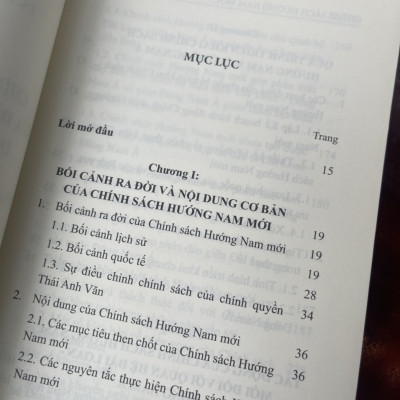 MỤC LỤC
Trang
Lời mở đầu 15
Chương I:
BỐI CẢNH RA ĐỜI VÀ NỘI DUNG CƠ BẢN
CỦA CHÍNH SÁCH HƯỚNG NAM MỚI 19
1. Bối cảnh ra đời của Chính sách Hướng Nam mới 19
1.1. Bối cảnh lịch sử 19
1.2. Bối cảnh quốc tế 28
1.3. Sự điều chỉnh chính sách của chính quyền
Thái Anh Văn 34
2. Nội dung của Chính sách Hướng Nam mới 36
2.1. Các mục tiêu then chốt của Chính sách Hướng
Nam mới 36
2.2. Các nguyên tắc thực hiện Chính sách
Nam mới